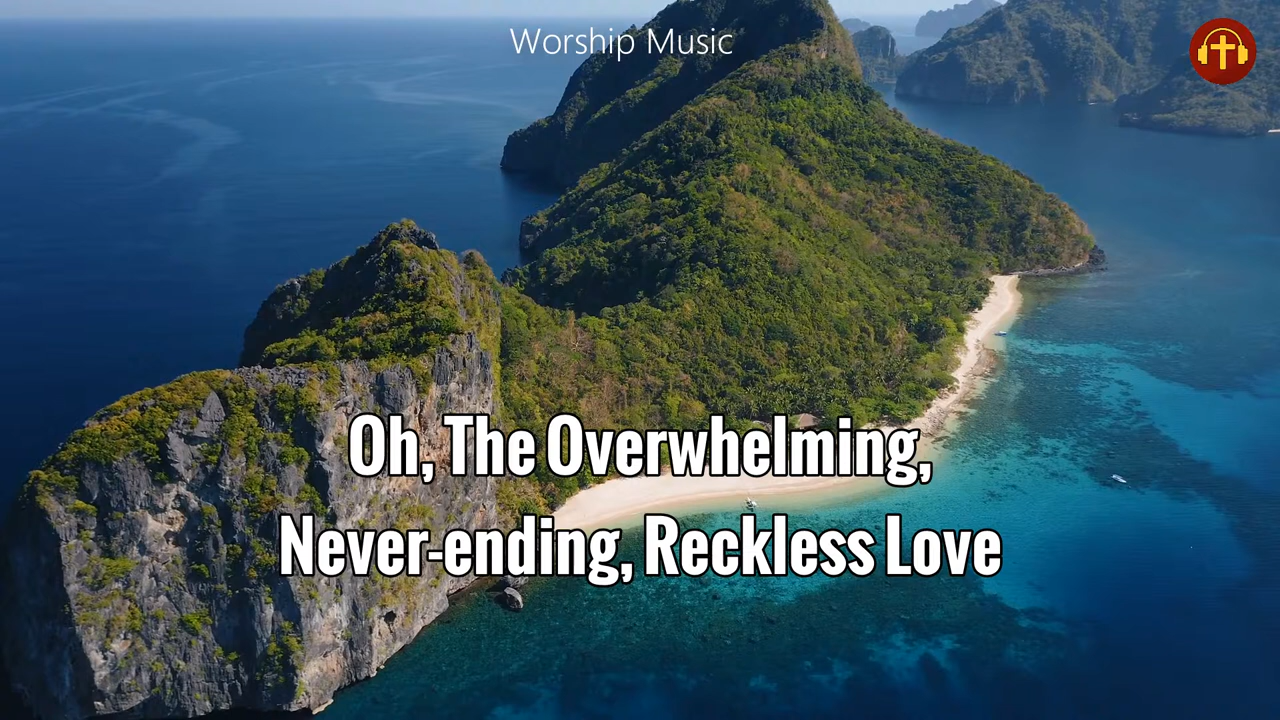 Worship Music
Oh, The Overwhelming,
Never-ending, Reckless Love